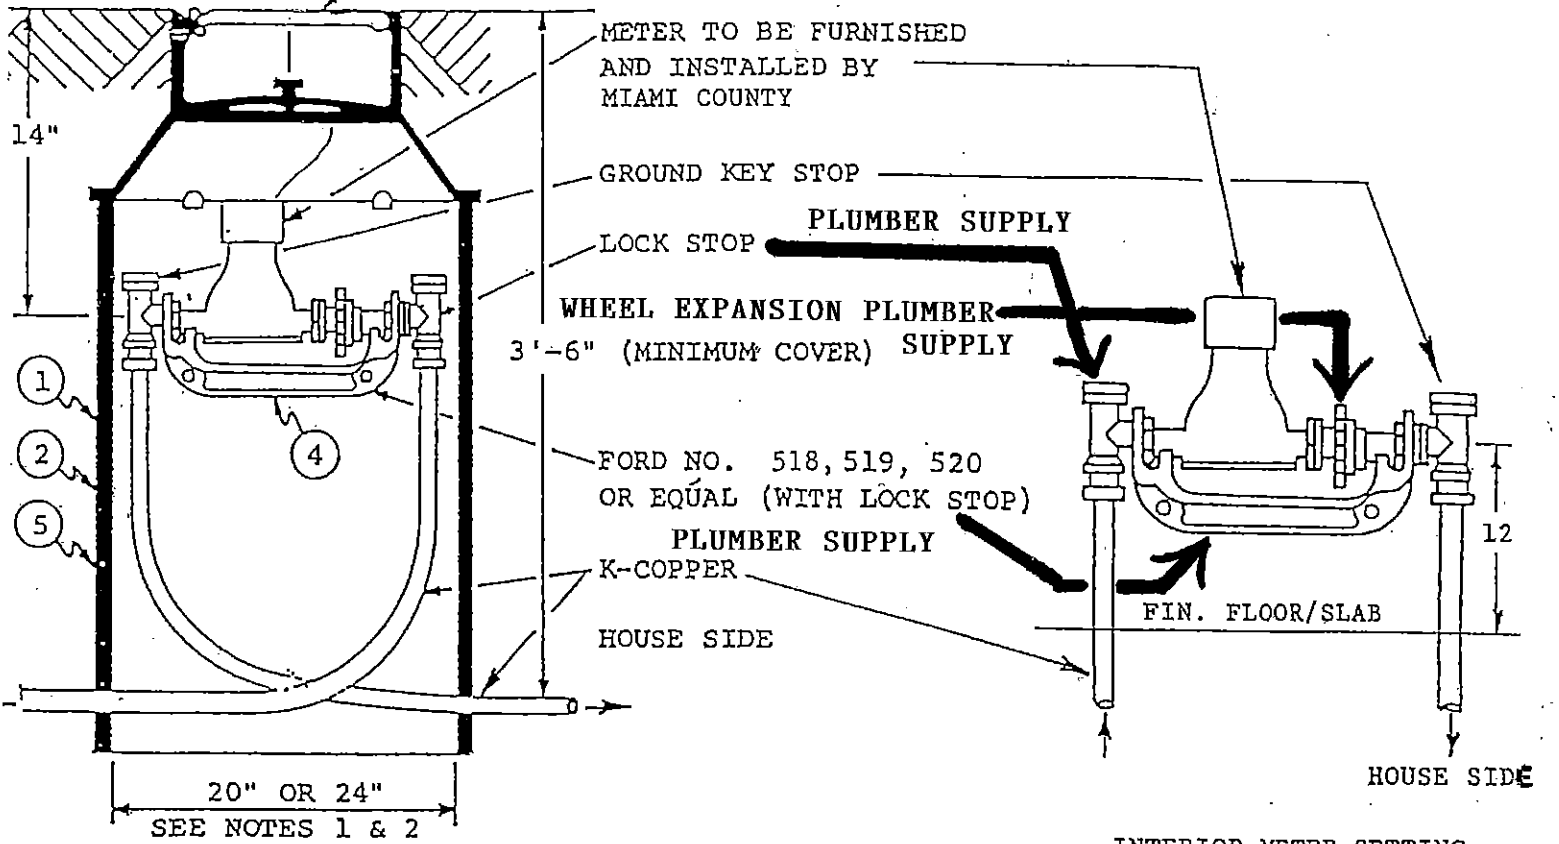 METER TO BE FURNISHED
AND INSTALLED BY
MIAMI COUNTY
14"
GROUND KEY STOP
PLUMBER SUPPLY
LOCK STOP
WHEEL EXPANSION PLUMBER
SUPPLY
3'-6" (MINIMUM COVER)
1
2
4
5
FORD NO. 518, 519, 520
OR EQUAL (WITH LOCK STOP)
PLUMBER SUPPLY
K-COPPER
HOUSE SIDE
12
FIN. FLOOR/SLAB
HOUSE SIDE
20" OR 24"
SEE NOTES 1 & 2
INTERIOR METER SETTING